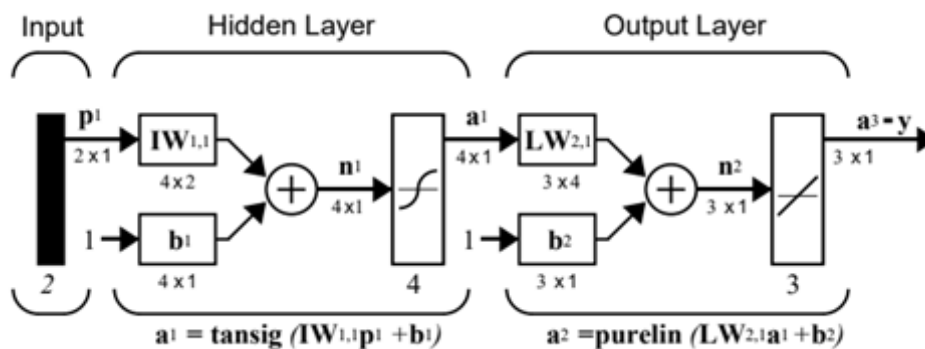 Input Hidden Layer Output Layer
p1 a1 a3 = y
IW1,1 LW2,1
2 x 1 n1 4 x 1 n2 3 x 1
4 x 2 3 x 4
4x1 3 x 1
1 b1 1 b2
2 4 x 1 4 3 x 1 3
a1 = tansig (IW1,1p1 +b1) a2 =purelin (LW2,1a1 +b2)